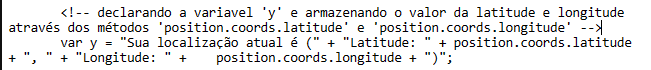 <!-- declarando a variavel 'y' e armazenando o valor da latitude e longitude
através dos métodos 'position.coords.latitude' e 'position.coords.longitude' -->
var y = "Sua localização atual é (" + "Latitude: " + position.coords.latitude
+ ", " + "Longitude: " +    position.coords.longitude + ")";